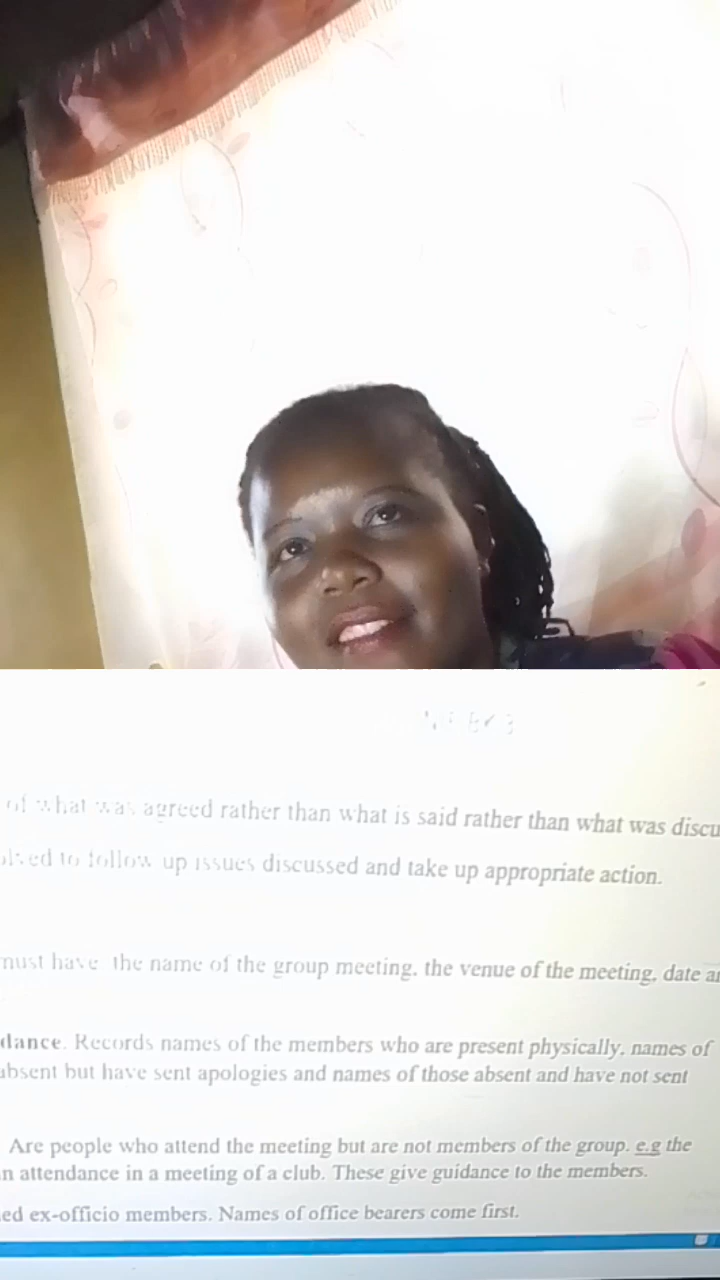 of what was agreed rather than what is said rather than what was discu
to follow up issues discussed and take up appropriate action.
must have the name of the group meeting, the venue of the meeting, date
dance. Records names of the members who are present physically, names of
absent but have sent apologies and names of those absent and have not sent
Are people who attend the meeting but are not members of the group. e.g the
n attendance in a meeting of a club. These give guidance to the members.
ed ex-officio members. Names of office bearers come first.